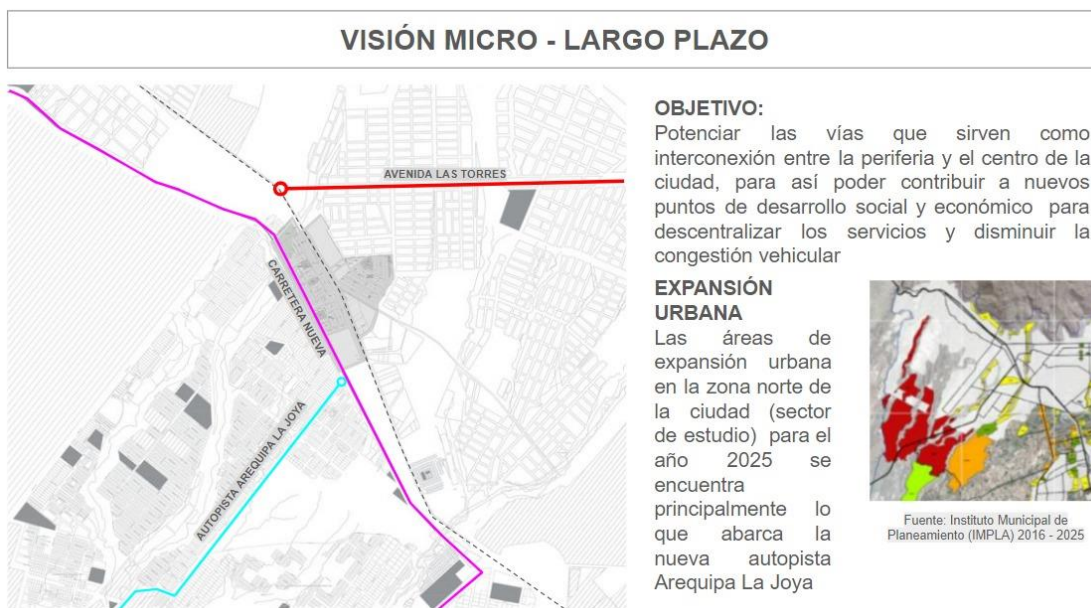 VISIÓN MICRO - LARGO PLAZO
AVENIDA LAS TORRES
CARRETERA NUEVA
AUTOPISTA AREQUIPA LA JOYA
OBJETIVO:
Potenciar las vías que sirven como
interconexión entre la periferia y el centro de la
ciudad, para así poder contribuir a nuevos
puntos de desarrollo social y económico para
descentralizar los servicios y disminuir la
congestión vehicular
EXPANSIÓN
URBANA
Las áreas de
expansión urbana
en la zona norte de
la ciudad (sector
de estudio) para el
año 2025 se
encuentra
principalmente lo
que abarca la
nueva autopista
Arequipa La Joya
Fuente: Instituto Municipal de
Planeamiento (IMPLA) 2016 - 2025